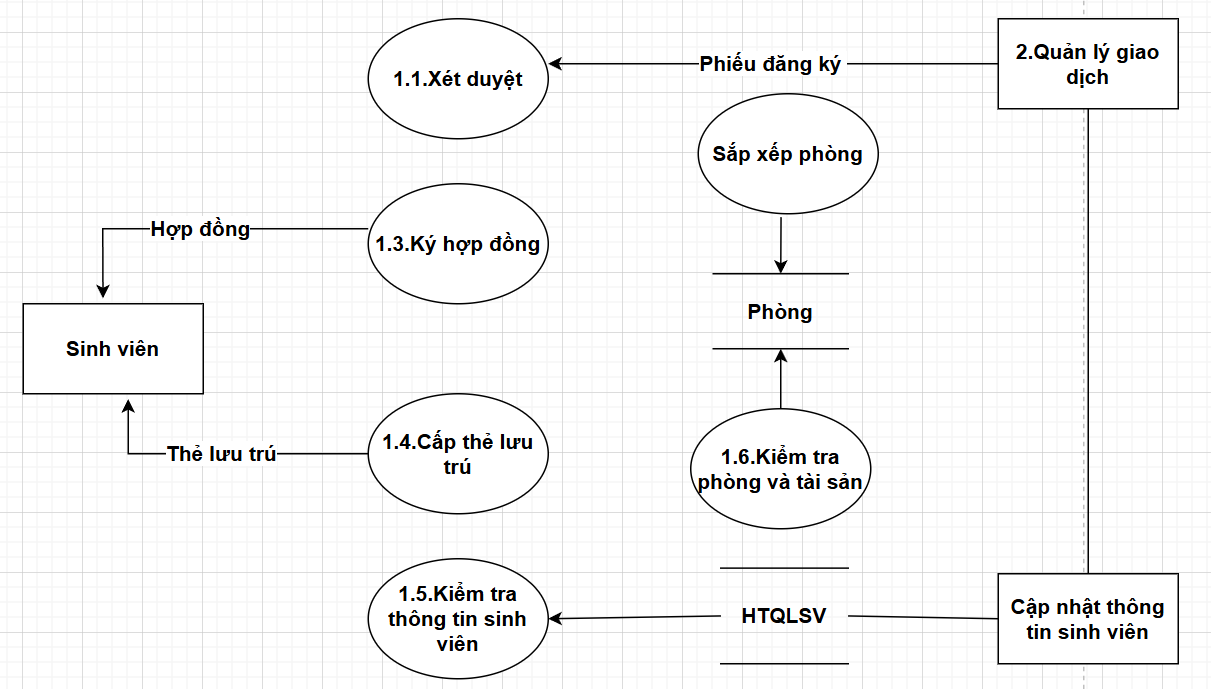 1.1.Xét duyệt
Phiếu đăng ký
2.Quản lý giao
dịch
Sắp xếp phòng
Hợp đồng
1.3.Ký hợp đồng
Phòng
Sinh viên
1.4.Cấp thẻ lưu
trú
Thẻ lưu trú
1.6.Kiểm tra
phòng và tài sản
1.5.Kiểm tra
thông tin sinh
viên
HTQLSV
Cập nhật thông
tin sinh viên